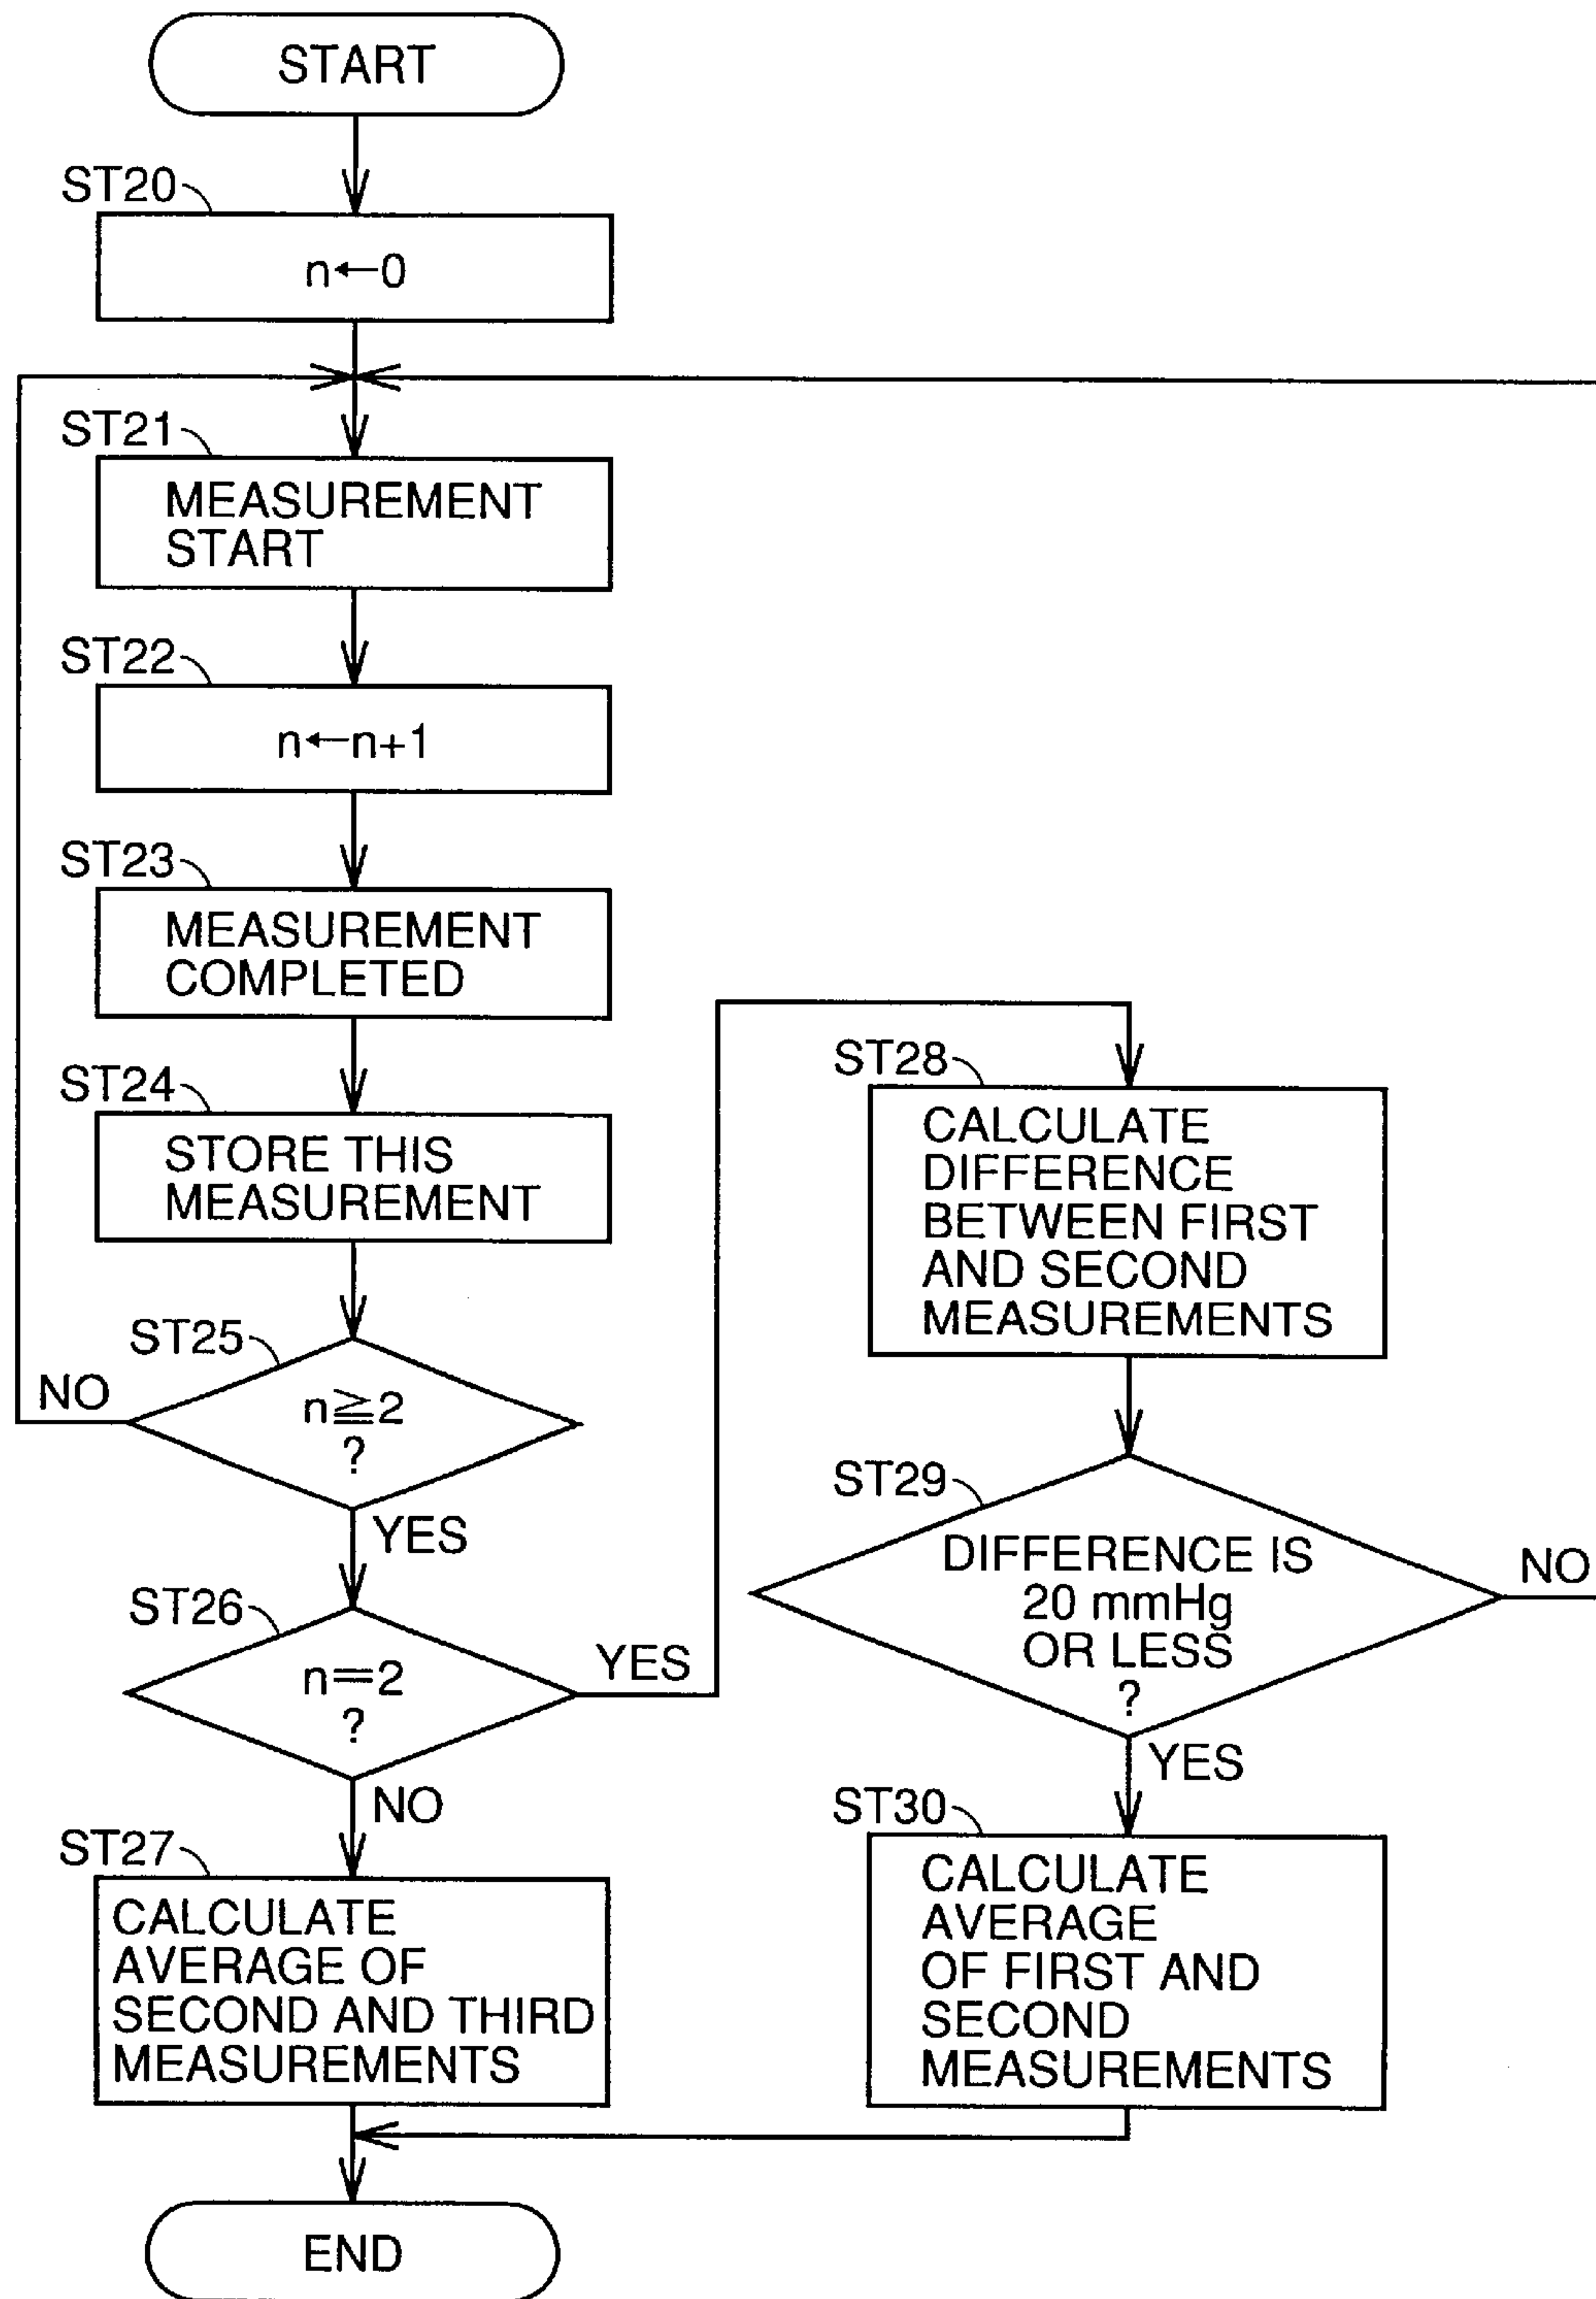 START
ST20
n←0
ST21
MEASUREMENT
START
ST22
n←n+1
ST23
MEASUREMENT
COMPLETED
ST24
STORE THIS
MEASUREMENT
ST25
NO
n≧2
?
YES
ST26
n=2
?
YES
NO
ST27
CALCULATE
AVERAGE OF
SECOND AND THIRD
MEASUREMENTS
ST28
CALCULATE
DIFFERENCE
BETWEEN FIRST
AND SECOND
MEASUREMENTS
ST29
DIFFERENCE IS
20 mmHg
OR LESS
?
NO
YES
ST30
CALCULATE
AVERAGE
OF FIRST AND
SECOND
MEASUREMENTS
END